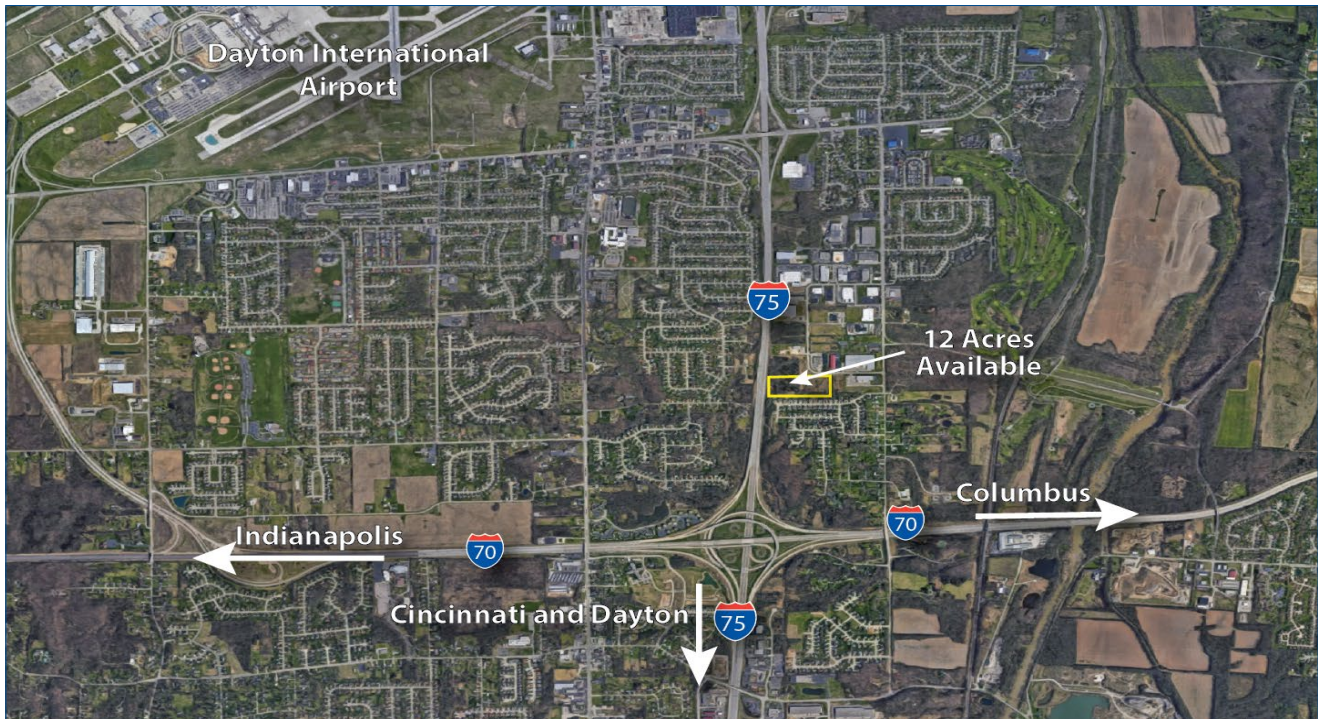 Dayton International
Airport
75
12 Acres
Available
Columbus
70
Indianapolis
70
Cincinnati and Dayton
75